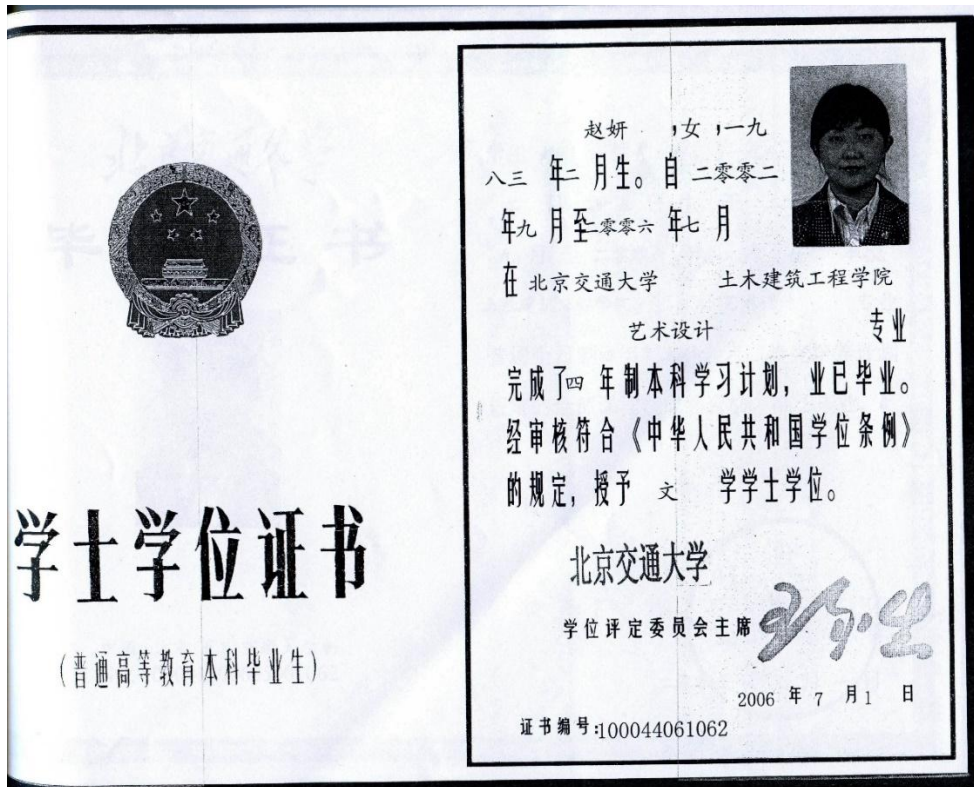 学士学位证书
(普通高等教育本科毕业生)
赵妍 ,女,一九
八三 年二 月生。自 二零零二
年九 月至二零零六 年七 月
在 北京交通大学 土木建筑工程学院
艺术设计 专业
完成了四 年制本科学习计划, 业已毕业。
经审核符合《中华人民共和国学位条例》
的规定, 授予 文 学学士学位。
北京交通大学
学位评定委员会主席
2006 年 7 月1 日
证书编号:100044061062